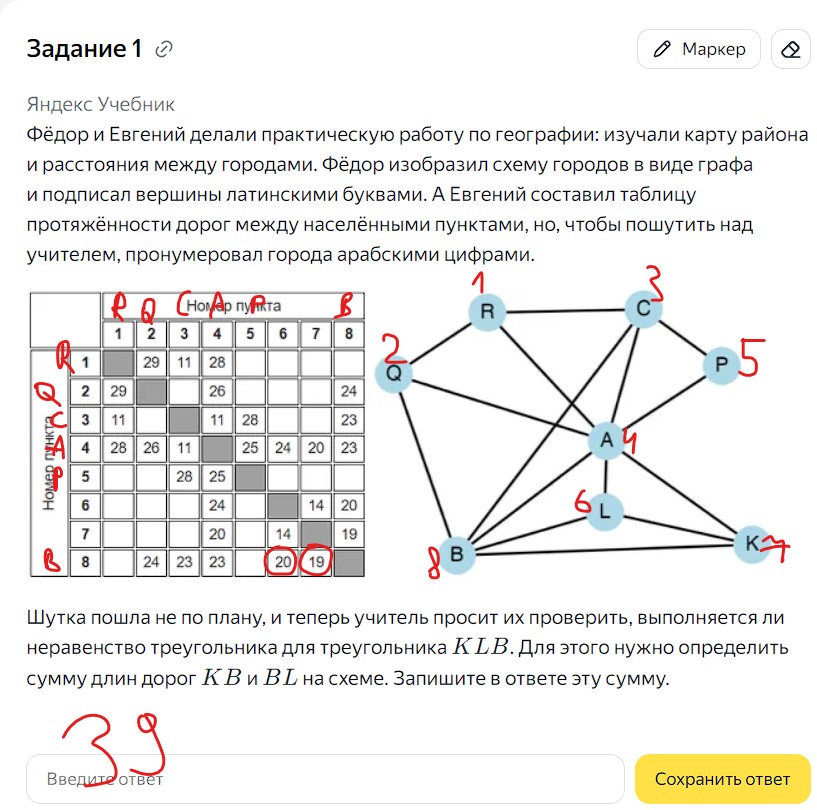 Задание 1
Маркер
Яндекс Учебник
Фёдор и Евгений делали практическую работу по географии: изучали карту района
и расстояния между городами. Фёдор изобразил схему городов в виде графа
и подписал вершины латинскими буквами. А Евгений составил таблицу
протяжённости дорог между населёнными пунктами, но, чтобы пошутить над
учителем, пронумеровал города арабскими цифрами.
R Q C A P B
Номер пункта
1 2 3 4 5 6 7 8
Номер пункта
R 1 29 11 28
Q 2 29 26 24
C 3 11 11 28 23
A 4 28 26 11 25 24 20 23
P 5 28 25
6 24 14 20
7 20 14 19
B 8 24 23 23 20 19
1 R
3 C
2 Q
P 5
A 4
6 L
8 B
K 7
Шутка пошла не по плану, и теперь учитель просит их проверить, выполняется ли
неравенство треугольника для треугольника KLB. Для этого нужно определить
сумму длин дорог KB и BL на схеме. Запишите в ответе эту сумму.
39
Введите ответ
Сохранить ответ